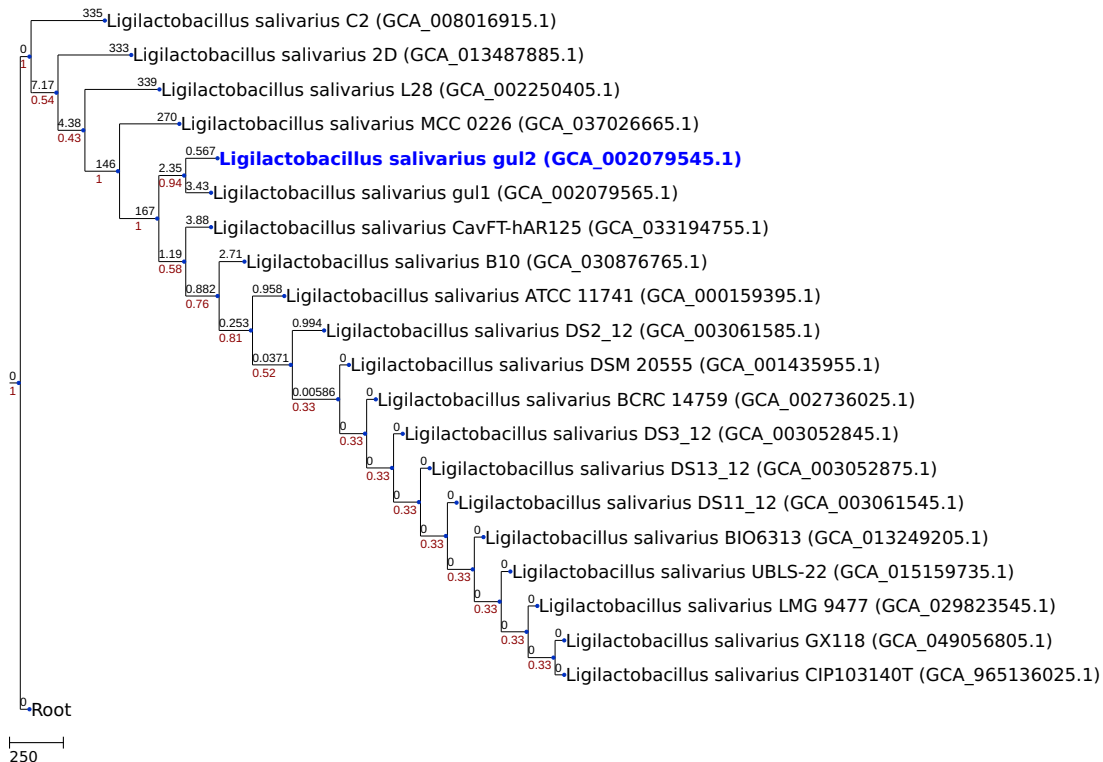 335 Ligilactobacillus salivarius C2 (GCA_008016915.1)
0
1
333 Ligilactobacillus salivarius 2D (GCA_013487885.1)
7.17
0.54
339 Ligilactobacillus salivarius L28 (GCA_002250405.1)
4.38
0.43
270 Ligilactobacillus salivarius MCC 0226 (GCA_037026665.1)
146
1
0.567 Ligilactobacillus salivarius gul2 (GCA_002079545.1)
2.35
0.94
3.43 Ligilactobacillus salivarius gul1 (GCA_002079565.1)
167
1
3.88 Ligilactobacillus salivarius CavFT-hAR125 (GCA_033194755.1)
1.19
0.58
2.71 Ligilactobacillus salivarius B10 (GCA_030876765.1)
0.882
0.76
0.958 Ligilactobacillus salivarius ATCC 11741 (GCA_000159395.1)
0.253
0.81
0.994 Ligilactobacillus salivarius DS2_12 (GCA_003061585.1)
0.0371
0.52
0 Ligilactobacillus salivarius DSM 20555 (GCA_001435955.1)
0
1
0.00586
0.33
0 Ligilactobacillus salivarius BCRC 14759 (GCA_002736025.1)
0
0.33
0 Ligilactobacillus salivarius DS3_12 (GCA_003052845.1)
0
0.33
0 Ligilactobacillus salivarius DS13_12 (GCA_003052875.1)
0
0.33
0 Ligilactobacillus salivarius DS11_12 (GCA_003061545.1)
0
0.33
0 Ligilactobacillus salivarius BIO6313 (GCA_013249205.1)
0
0.33
0 Ligilactobacillus salivarius UBLS-22 (GCA_015159735.1)
0
0.33
0 Ligilactobacillus salivarius LMG 9477 (GCA_029823545.1)
0
0.33
0 Ligilactobacillus salivarius GX118 (GCA_049056805.1)
0
0.33
0 Ligilactobacillus salivarius CIP103140T (GCA_965136025.1)
0 Root
250